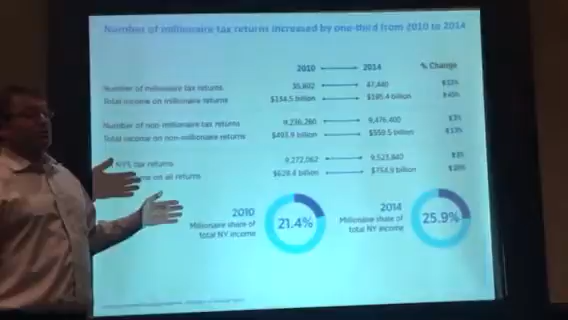 Number of millionaire tax returns increased by one-third from 2010 to 2014
2010 2014 % Change
Number of millionaire tax returns 35,802 47,440
Total income on millionaire returns $134.5 billion $195.4 billion
Number of non-millionaire tax returns 9,236,260 9,476,400
Total income on non-millionaire returns $493.9 billion $559.5 billion
NYS tax returns 9,272,062 9,523,840
on all returns $628.4 billion $754.9 billion
2010
Millionaire share of
total NY income
21.4%
2014
Millionaire share of
total NY income
25.9%